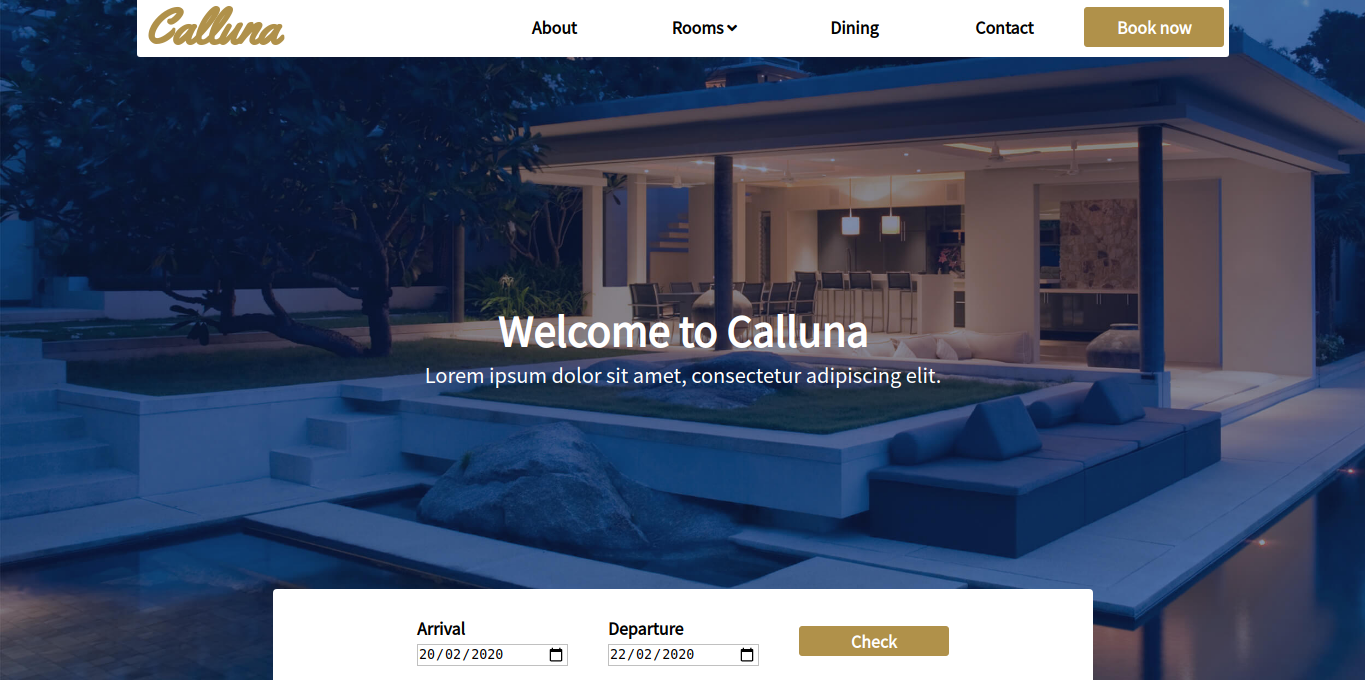 Calluna
About
Rooms
Dining
Contact
Book now
Welcome to Calluna
Lorem ipsum dolor sit amet, consectetur adipiscing elit.
Arrival
Departure
20/02/2020
22/02/2020
Check